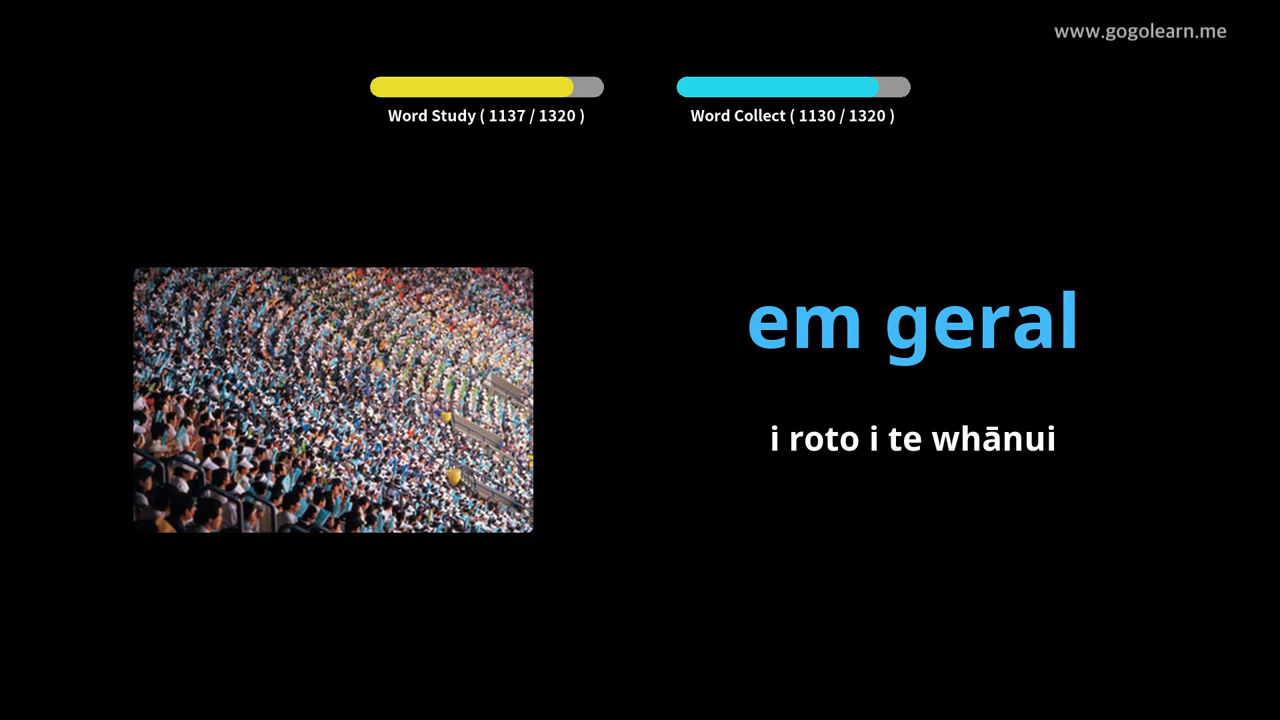 www.gogolearn.me
Word Study ( 1137 / 1320 )
Word Collect ( 1130 / 1320 )
em geral
i roto i te whānui